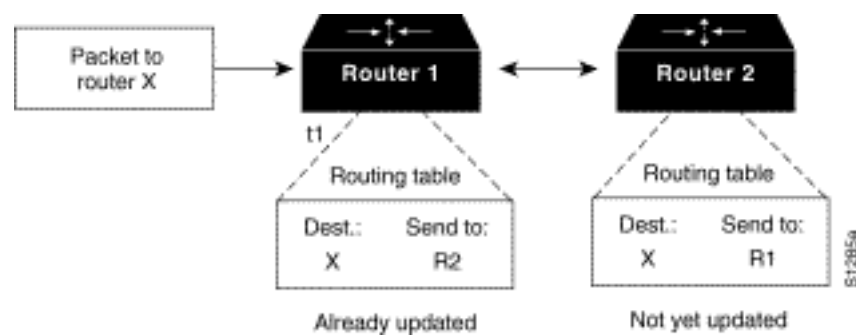 Packet to
router X
Router 1
Router 2
t1
Routing table
Dest.: Send to:
X R2
Already updated
Routing table
Dest.: Send to:
X R1
Not yet updated
S1285a